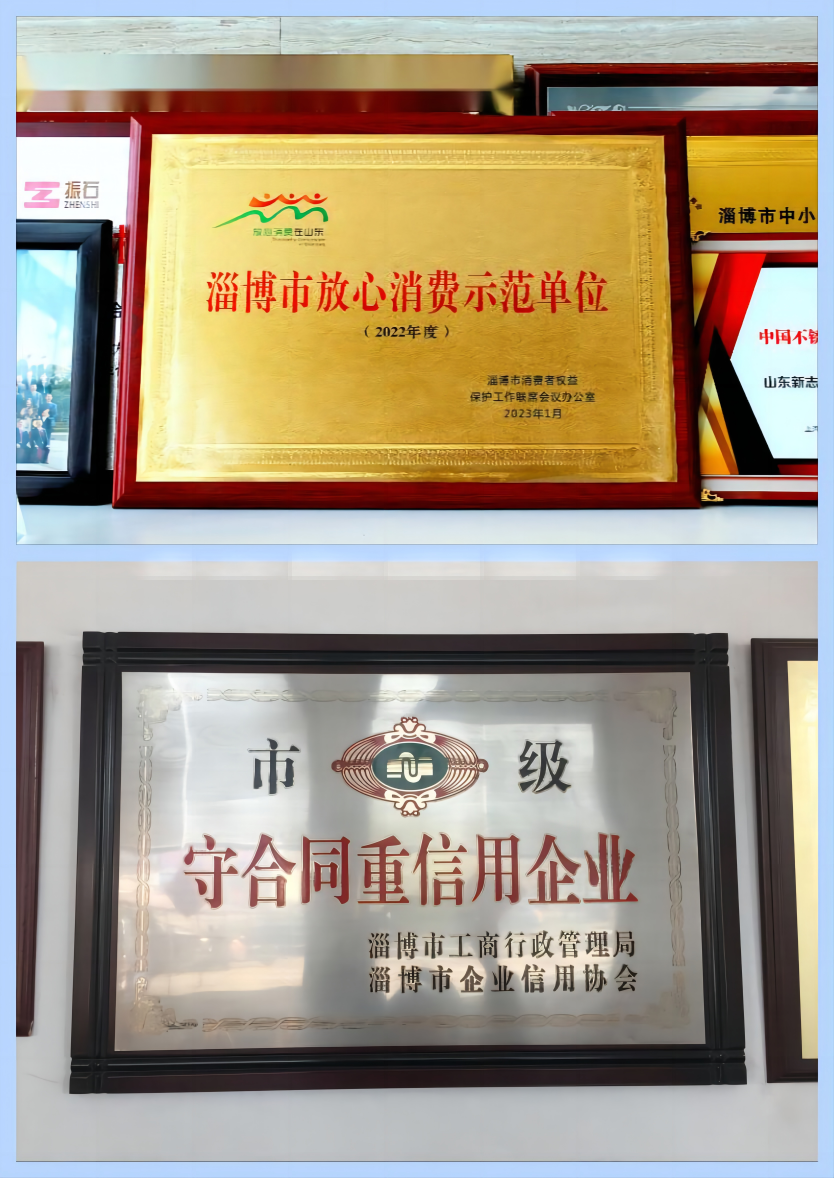 振石
ZHENSHI
放心消费在山东
淄博市放心消费示范单位
（2022年度）
淄博市消费者权益
保护工作联席会议办公室
2023年1月
淄博市中小
中国不锈
山东新志
市 级
守合同重信用企业
淄博市工商行政管理局
淄博市企业信用协会